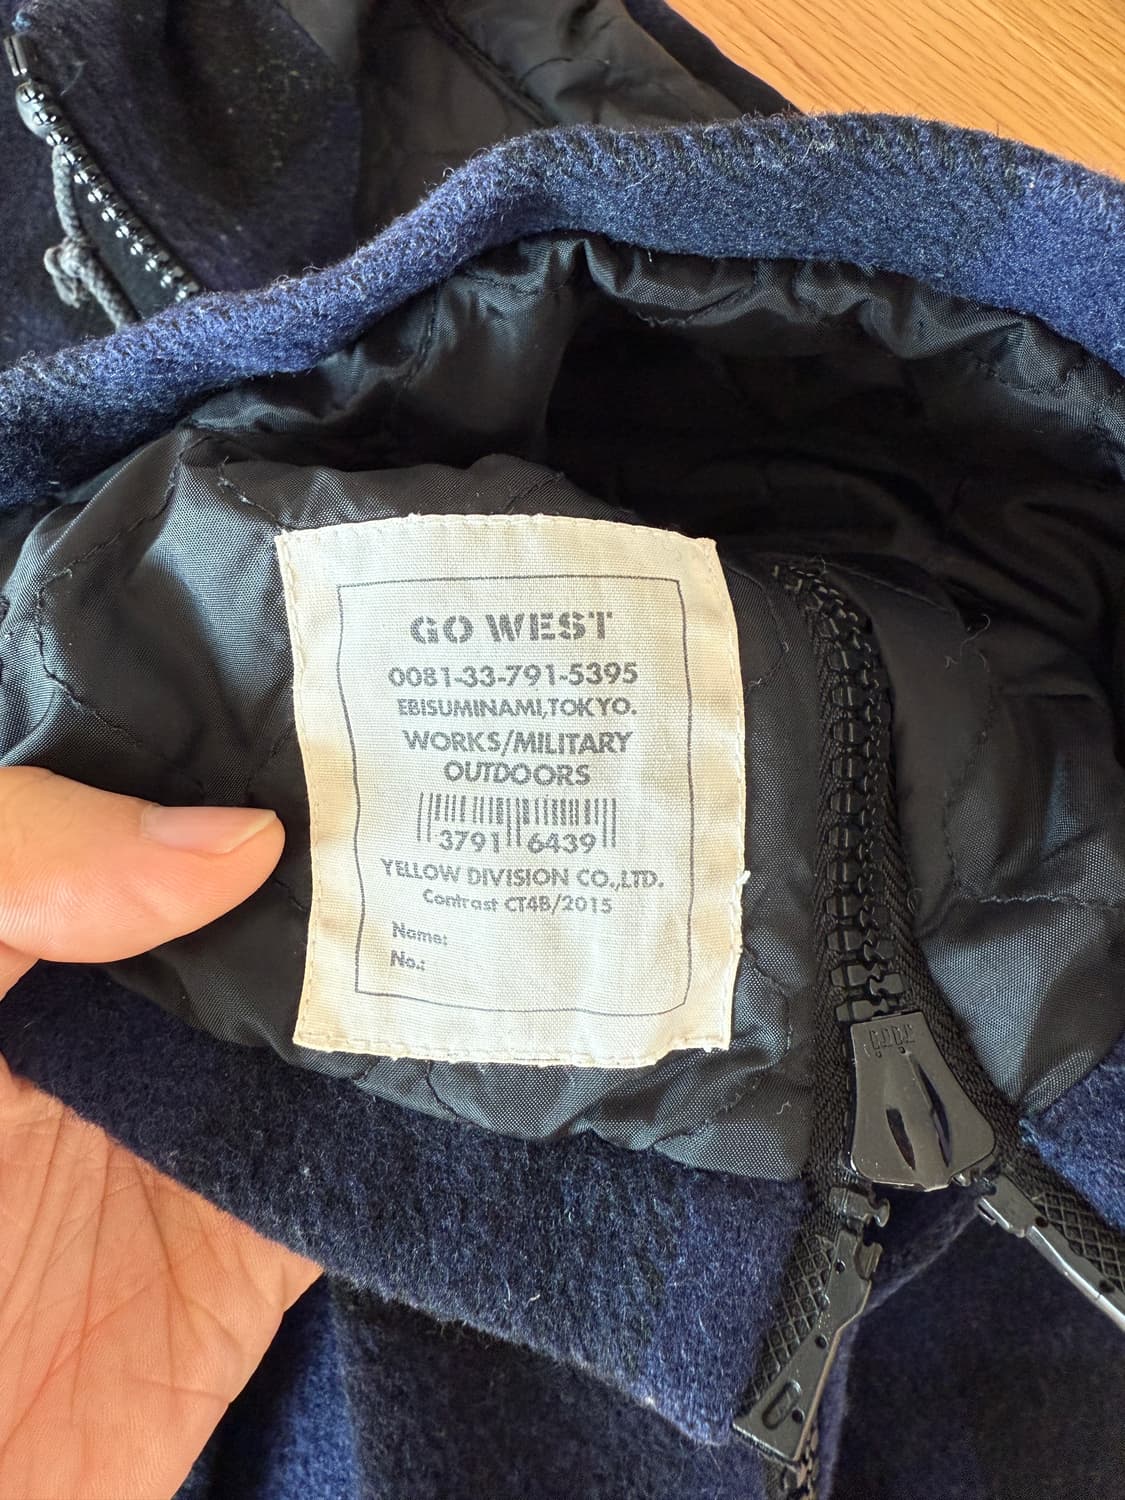 GO WEST
0081-33-791-5395
EBISUMINAMI,TOKYO.
WORKS/MILITARY
OUTDOORS
3791 6439
YELLOW DIVISION CO.,LTD.
Contrast CT4B/2015
Name:
No.: